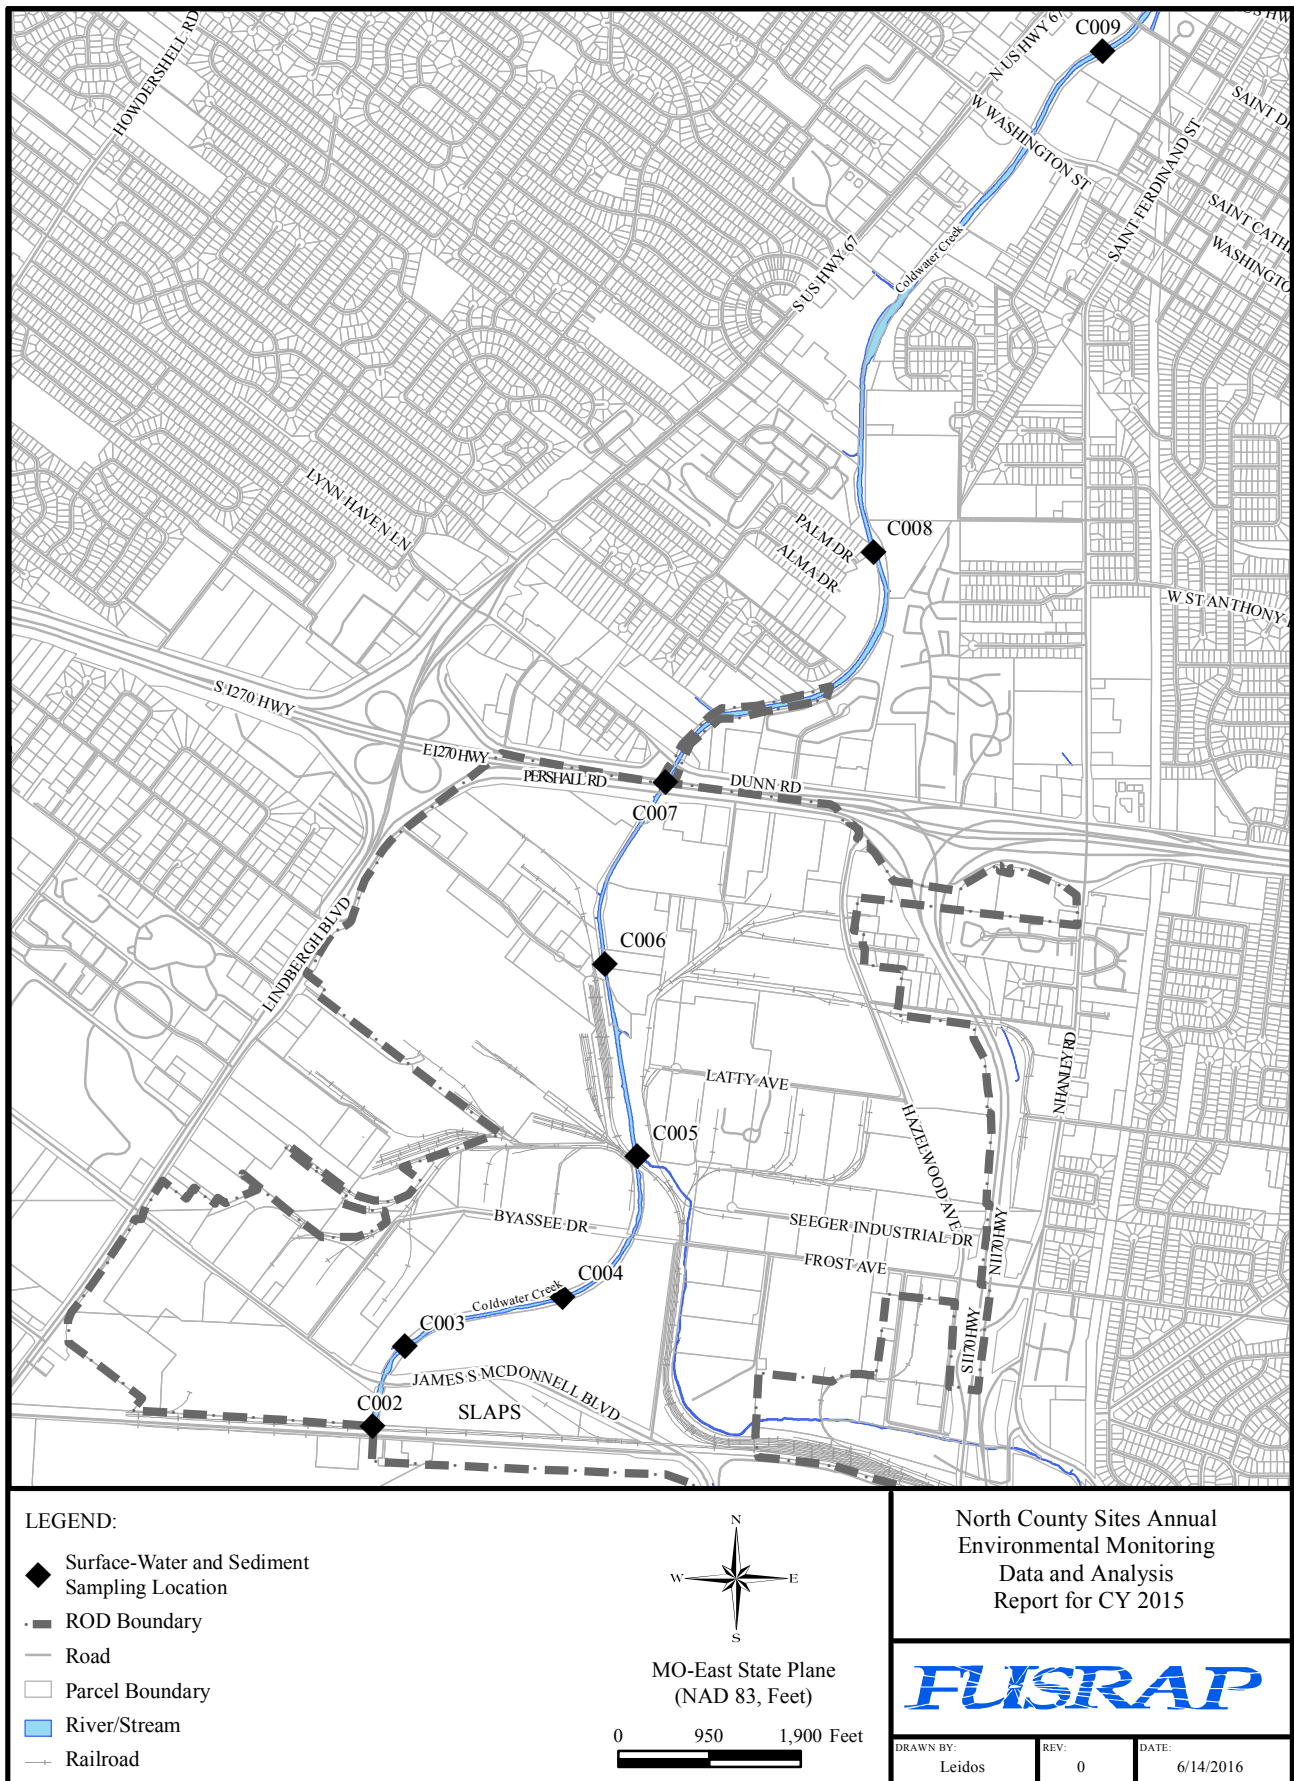 C009
US HW
HOWDERSHELL RD
N US HWY 67
W WASHINGTON ST
SAINT DE
SAINT FERDINAND ST
SAINT CATHE
WASHINGTO
S US HWY 67
Coldwater Creek
LYNN HAVEN LN
PALM DR
ALMA DR
C008
W ST ANTHONY
S I270 HWY
E I270 HWY
PERSHALL RD
DUNN RD
C007
LINDBERGH BLVD
C006
LATTY AVE
N HANLEY RD
HAZELWOOD AVE
C005
BYASSEE DR
SEEGER INDUSTRIAL DR
FROST AVE
N I170 HWY
S I170 HWY
C004
Coldwater Creek
C003
JAMES S MCDONNELL BLVD
C002
SLAPS
LEGEND:
Surface-Water and Sediment
Sampling Location
ROD Boundary
Road
Parcel Boundary
River/Stream
Railroad
N
W
E
S
MO-East State Plane
(NAD 83, Feet)
0 950 1,900 Feet
North County Sites Annual
Environmental Monitoring
Data and Analysis
Report for CY 2015
FUSRAP
DRAWN BY:
Leidos
REV:
0
DATE:
6/14/2016